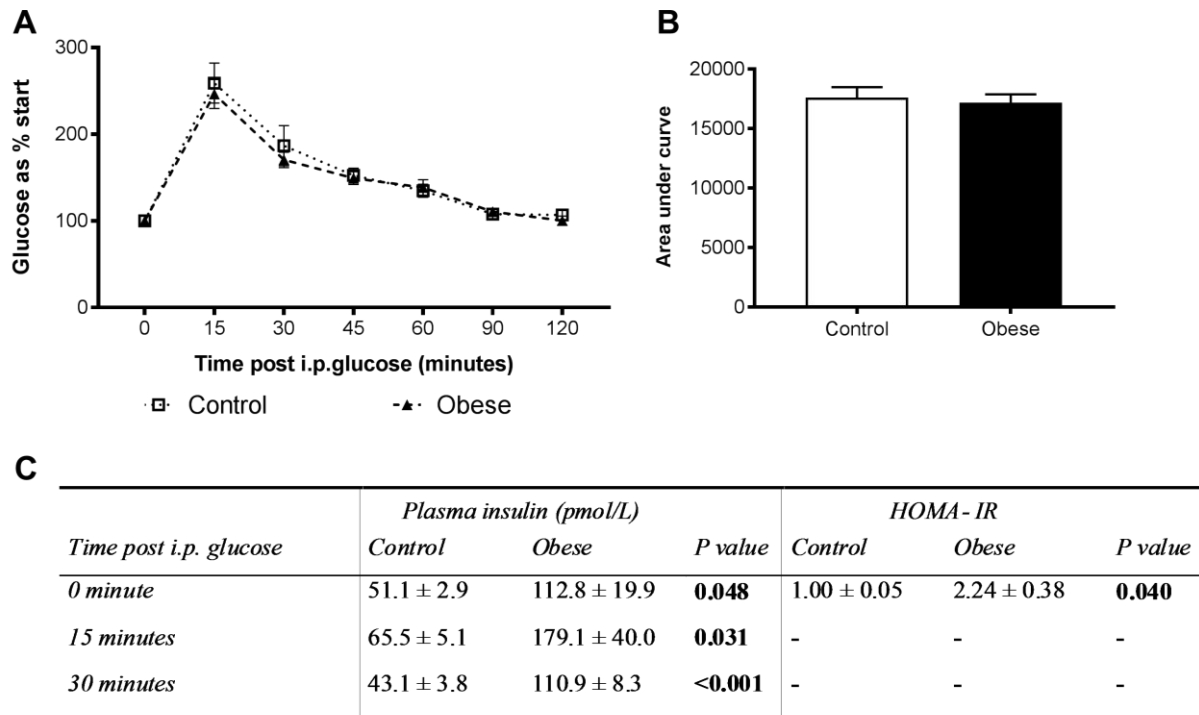 A
300
200
100
0
Glucose as % start
0 15 30 45 60 90 120
Time post i.p.glucose (minutes)
Control Obese
B
20000
15000
10000
5000
0
Area under curve
Control Obese
C
Plasma insulin (pmol/L) HOMA- IR
Time post i.p. glucose Control Obese P value Control Obese P value
0 minute 51.1 ± 2.9 112.8 ± 19.9 0.048 1.00 ± 0.05 2.24 ± 0.38 0.040
15 minutes 65.5 ± 5.1 179.1 ± 40.0 0.031 - - -
30 minutes 43.1 ± 3.8 110.9 ± 8.3 <0.001 - - -